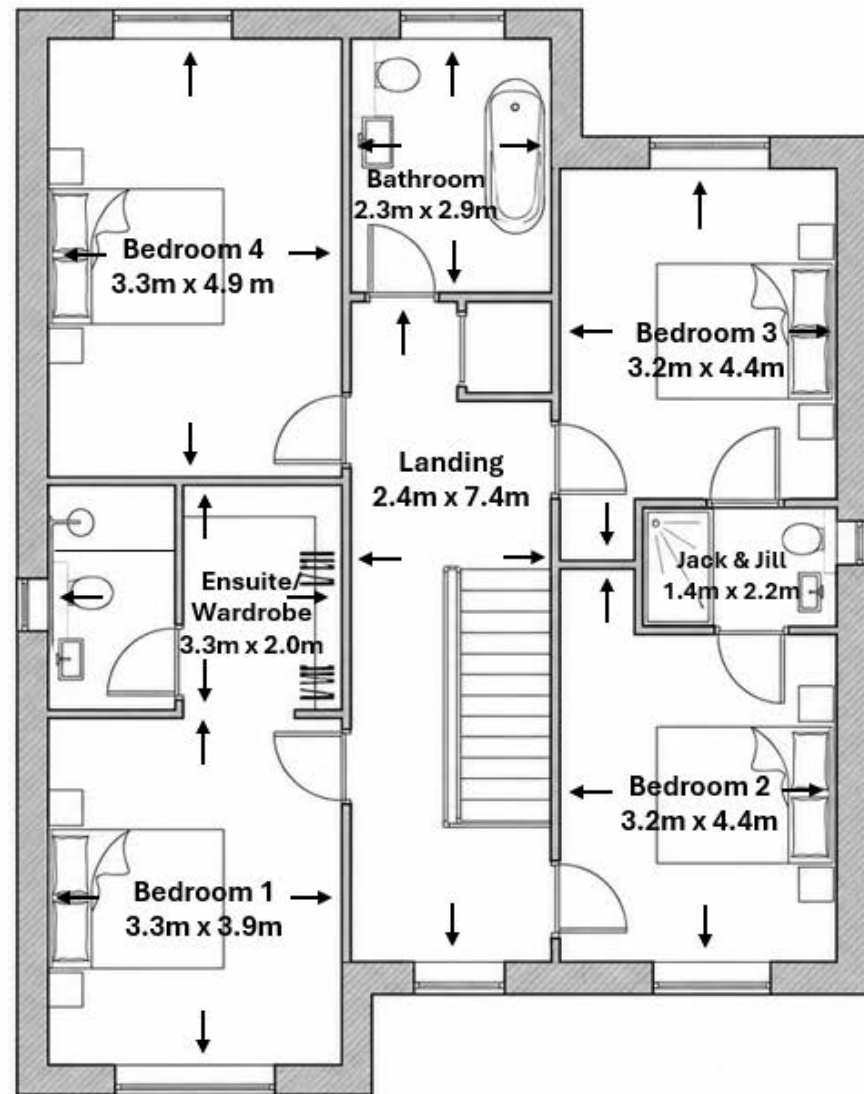 Bathroom
2.3m x 2.9m
Bedroom 4
3.3m x 4.9 m
Bedroom 3
3.2m x 4.4m
Landing
2.4m x 7.4m
Ensuite/
Wardrobe
3.3m x 2.0m
Jack & Jill
1.4m x 2.2m
Bedroom 2
3.2m x 4.4m
Bedroom 1
3.3m x 3.9m